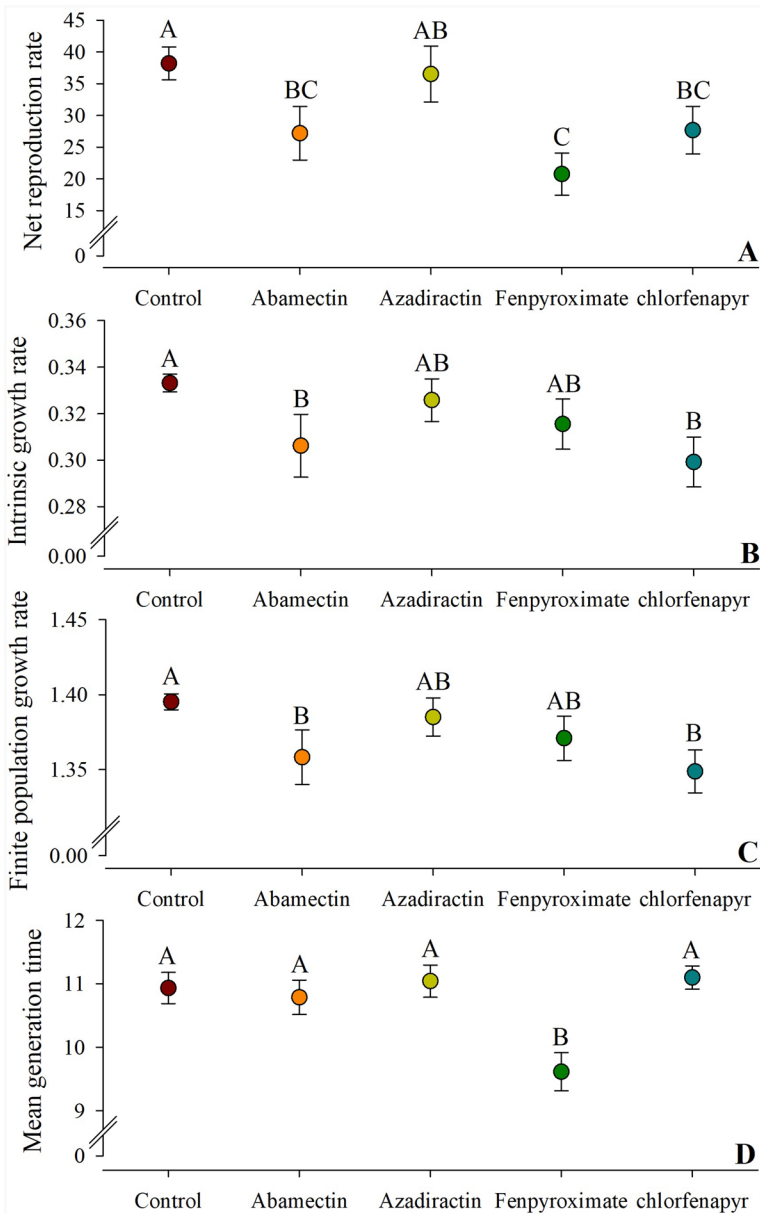 Net reproduction rate
45
40
35
30
25
20
15
0
A
BC
AB
C
BC
A
Control Abamectin Azadiractin Fenpyroximate chlorfenapyr
Intrinsic growth rate
0.36
0.34
0.32
0.30
0.28
0.00
A
B
AB
AB
B
B
Control Abamectin Azadiractin Fenpyroximate chlorfenapyr
Finite population growth rate
1.45
1.40
1.35
0.00
A
B
AB
AB
B
C
Control Abamectin Azadiractin Fenpyroximate chlorfenapyr
Mean generation time
12
11
10
9
0
A
A
A
B
A
D
Control Abamectin Azadiractin Fenpyroximate chlorfenapyr